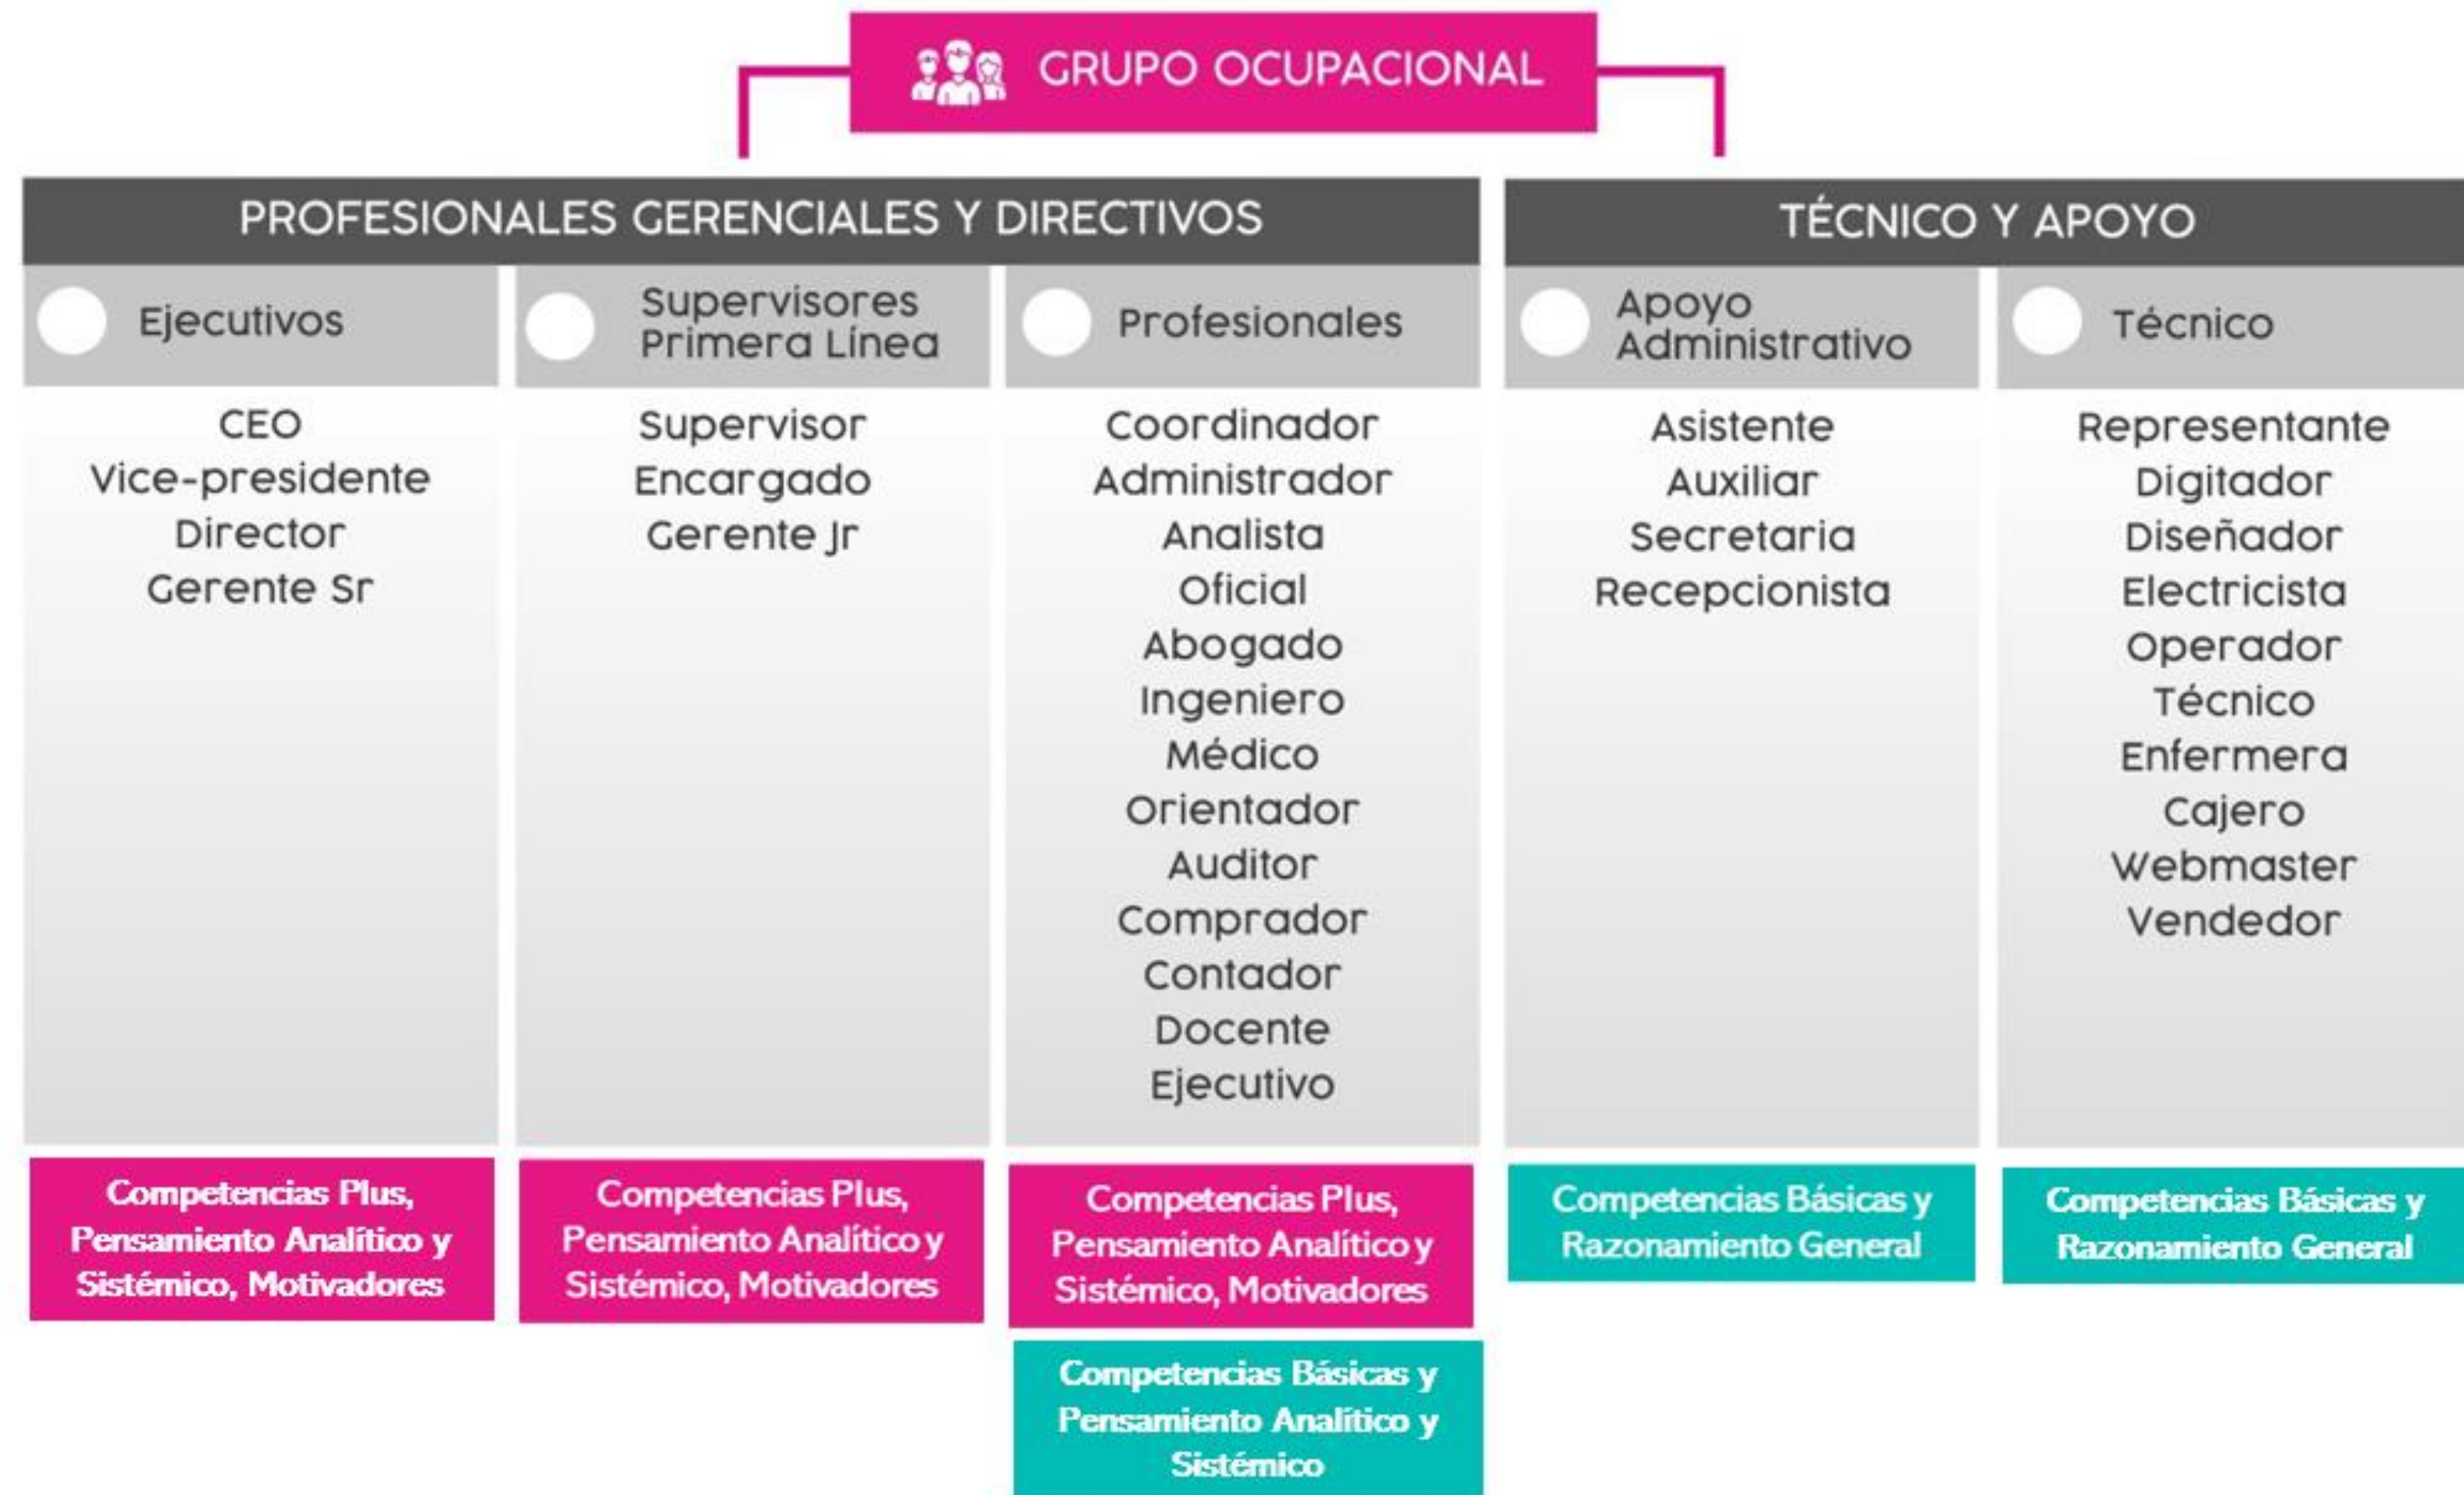 GRUPO OCUPACIONAL
PROFESIONALES GERENCIALES Y DIRECTIVOS
Ejecutivos
CEO
Vice-presidente
Director
Gerente Sr
Competencias Plus,
Pensamiento Analítico y
Sistémico, Motivadores
Supervisores
Primera Línea
Supervisor
Encargado
Gerente Jr
Competencias Plus,
Pensamiento Analítico y
Sistémico, Motivadores
Profesionales
Coordinador
Administrador
Analista
Oficial
Abogado
Ingeniero
Médico
Orientador
Auditor
Comprador
Contador
Docente
Ejecutivo
Competencias Plus,
Pensamiento Analítico y
Sistémico, Motivadores
Competencias Básicas y
Pensamiento Analítico y
Sistémico
TÉCNICO Y APOYO
Apoyo
Administrativo
Asistente
Auxiliar
Secretaria
Recepcionista
Competencias Básicas y
Razonamiento General
Técnico
Representante
Digitador
Diseñador
Electricista
Operador
Técnico
Enfermera
Cajero
Webmaster
Vendedor
Competencias Básicas y
Razonamiento General